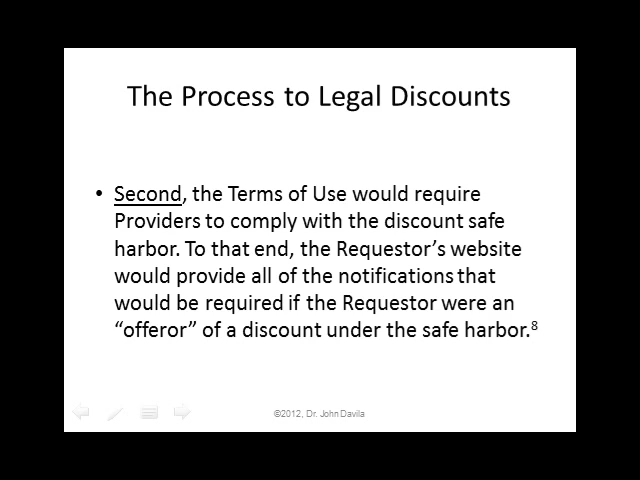 The Process to Legal Discounts
• Second, the Terms of Use would require
Providers to comply with the discount safe
harbor. To that end, the Requestor’s website
would provide all of the notifications that
would be required if the Requestor were an
“offeror” of a discount under the safe harbor.⁸
©2012, Dr. John Davila